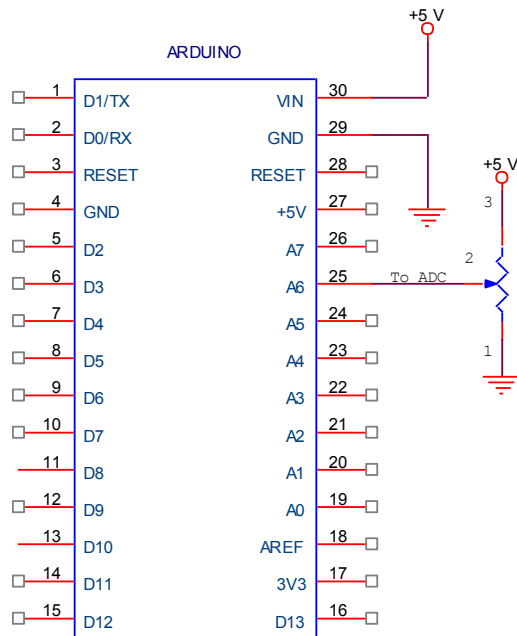 +5 V
ARDUINO
1 D1/TX VIN 30
2 D0/RX GND 29
3 RESET RESET 28
+5 V
4 GND +5V 27
3
5 D2 A7 26
2
6 D3 A6 25 To ADC
7 D4 A5 24
8 D5 A4 23
1
9 D6 A3 22
10 D7 A2 21
11 D8 A1 20
12 D9 A0 19
13 D10 AREF 18
14 D11 3V3 17
15 D12 D13 16